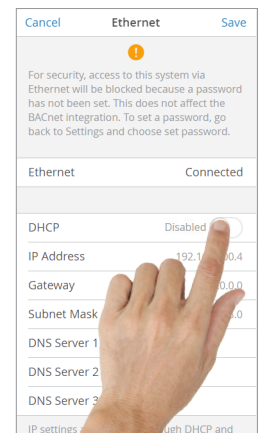 Cancel Ethernet Save
For security, access to this system via
Ethernet will be blocked because a password
has not been set. This does not affect the
BACnet integration. To set a password, go
back to Settings and choose set password.
Ethernet Connected
DHCP Disabled
IP Address
Gateway
Subnet Mask
DNS Server 1
DNS Server 2
DNS Server 3
IP settings DHCP and